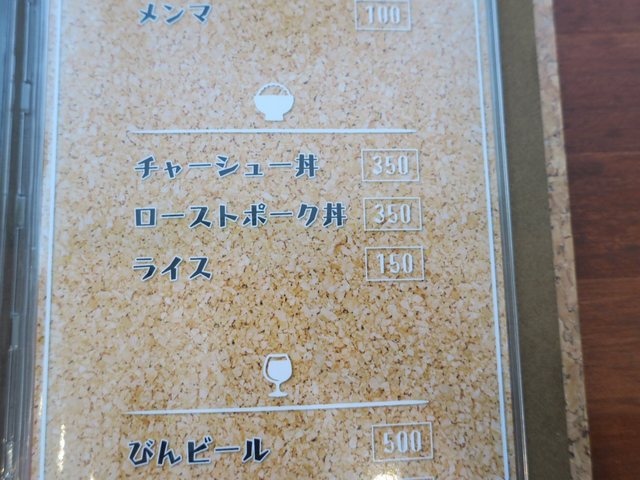 メンマ 100
チャーシュー丼 350
ローストポーク丼 350
ライス 150
びんビール 500